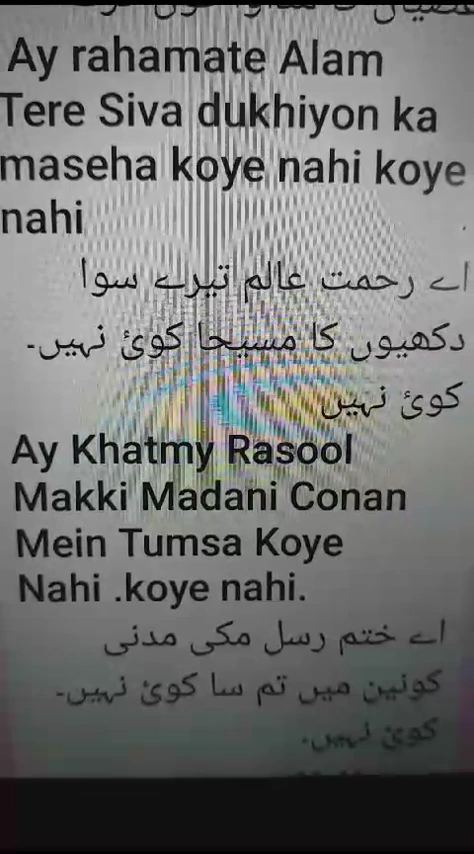 Ay rahamate Alam
Tere Siva dukhiyon ka
maseha koye nahi koye
nahi
اے رحمت عالم تیرے سوا
دکھیوں کا مسیحا کوئ نہیں۔
کوئ نہیں
Ay Khatmy Rasool
Makki Madani Conan
Mein Tumsa Koye
Nahi .koye nahi.
اے ختم رسل مکی مدنی
کونین میں تم سا کوئ نہیں۔
کوئ نہیں۔